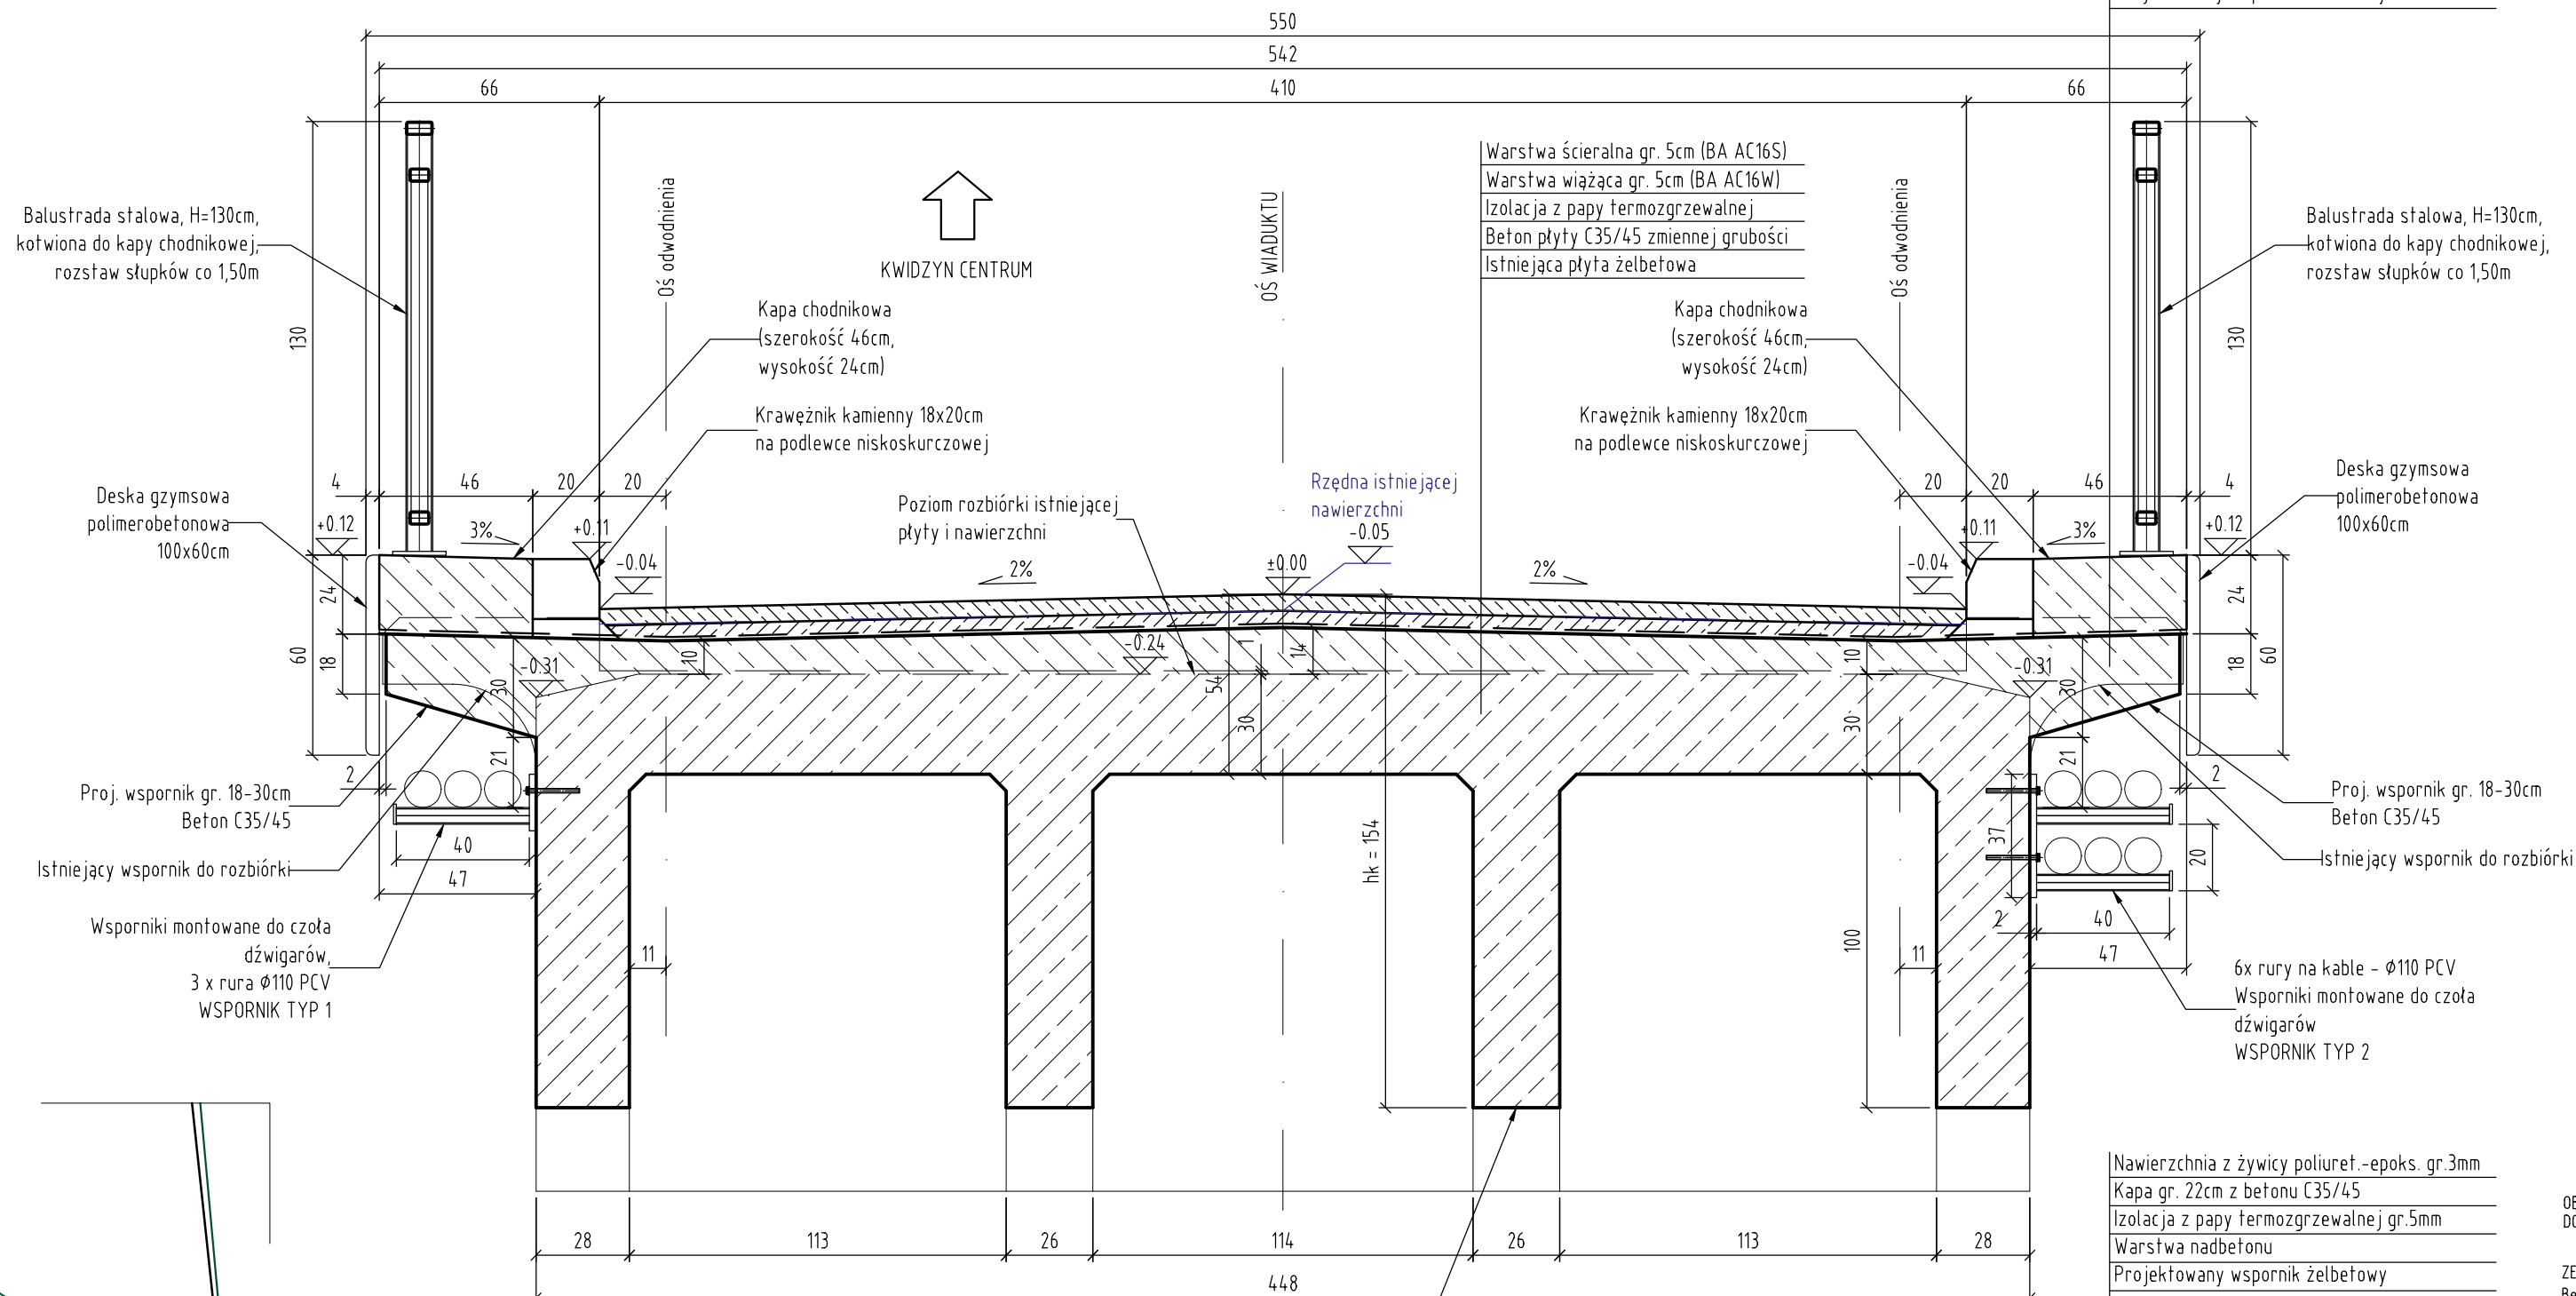 550
542
66
410
66
Warstwa ścieralna gr. 5cm (BA AC16S)
Warstwa wiążąca gr. 5cm (BA AC16W)
Izolacja z papy termozgrzewalnej
Beton płyty C35/45 zmiennej grubości
Istniejąca płyta żelbetowa
Balustrada stalowa, H=130cm,
kotwiona do kapy chodnikowej,
rozstaw słupków co 1,50m
130
Oś odwodnienia
KWIDZYN CENTRUM
OŚ WIADUKTU
Oś odwodnienia
Balustrada stalowa, H=130cm,
kotwiona do kapy chodnikowej,
rozstaw słupków co 1,50m
130
Kapa chodnikowa
(szerokość 46cm,
wysokość 24cm)
Kapa chodnikowa
(szerokość 46cm,
wysokość 24cm)
Krawężnik kamienny 18x20cm
na podlewce niskoskurczowej
Krawężnik kamienny 18x20cm
na podlewce niskoskurczowej
Deska gzymsowa
polimerobetonowa
100x60cm
4
46
20
20
Poziom rozbiórki istniejącej
płyty i nawierzchni
Rzędna istniejącej
nawierzchni
-0.05
20
20
46
4
Deska gzymsowa
polimerobetonowa
100x60cm
+0.12
3%
+0.11
-0.04
2%
±0.00
2%
-0.04
+0.11
3%
+0.12
24
60
18
-0.31
30
21
10
-0.24
54
1
30
14
10
30
-0.31
30
21
24
18
60
2
Proj. wspornik gr. 18-30cm
Beton C35/45
40
Istniejący wspornik do rozbiórki
47
Wsporniki montowane do czoła
dźwigarów,
3 x rura Ø110 PCV
WSPORNIK TYP 1
11
hk = 154
100
11
37
2
40
47
20
2
Proj. wspornik gr. 18-30cm
Beton C35/45
Istniejący wspornik do rozbiórki
6x rury na kable - Ø110 PCV
Wsporniki montowane do czoła
dźwigarów
WSPORNIK TYP 2
28
113
26
114
26
113
28
448
Nawierzchnia z żywicy poliuret.-epoks. gr.3mm
Kapa gr. 22cm z betonu C35/45
Izolacja z papy termozgrzewalnej gr.5mm
Warstwa nadbetonu
Projektowany wspornik żelbetowy